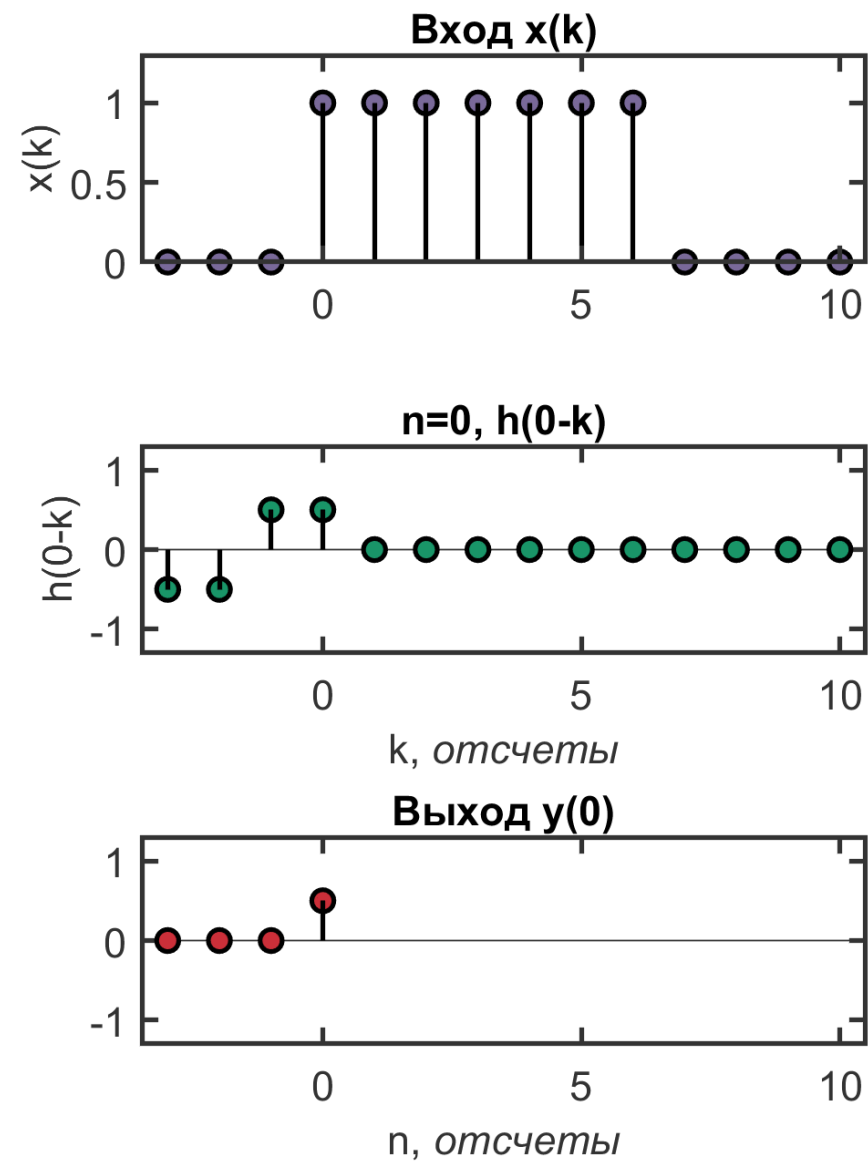 Вход x(k)
x(k)
1
0.5
0
0 5 10
n=0, h(0-k)
h(0-k)
1
0
-1
0 5 10
k, отсчеты
Выход y(0)
1
0
-1
0 5 10
n, отсчеты